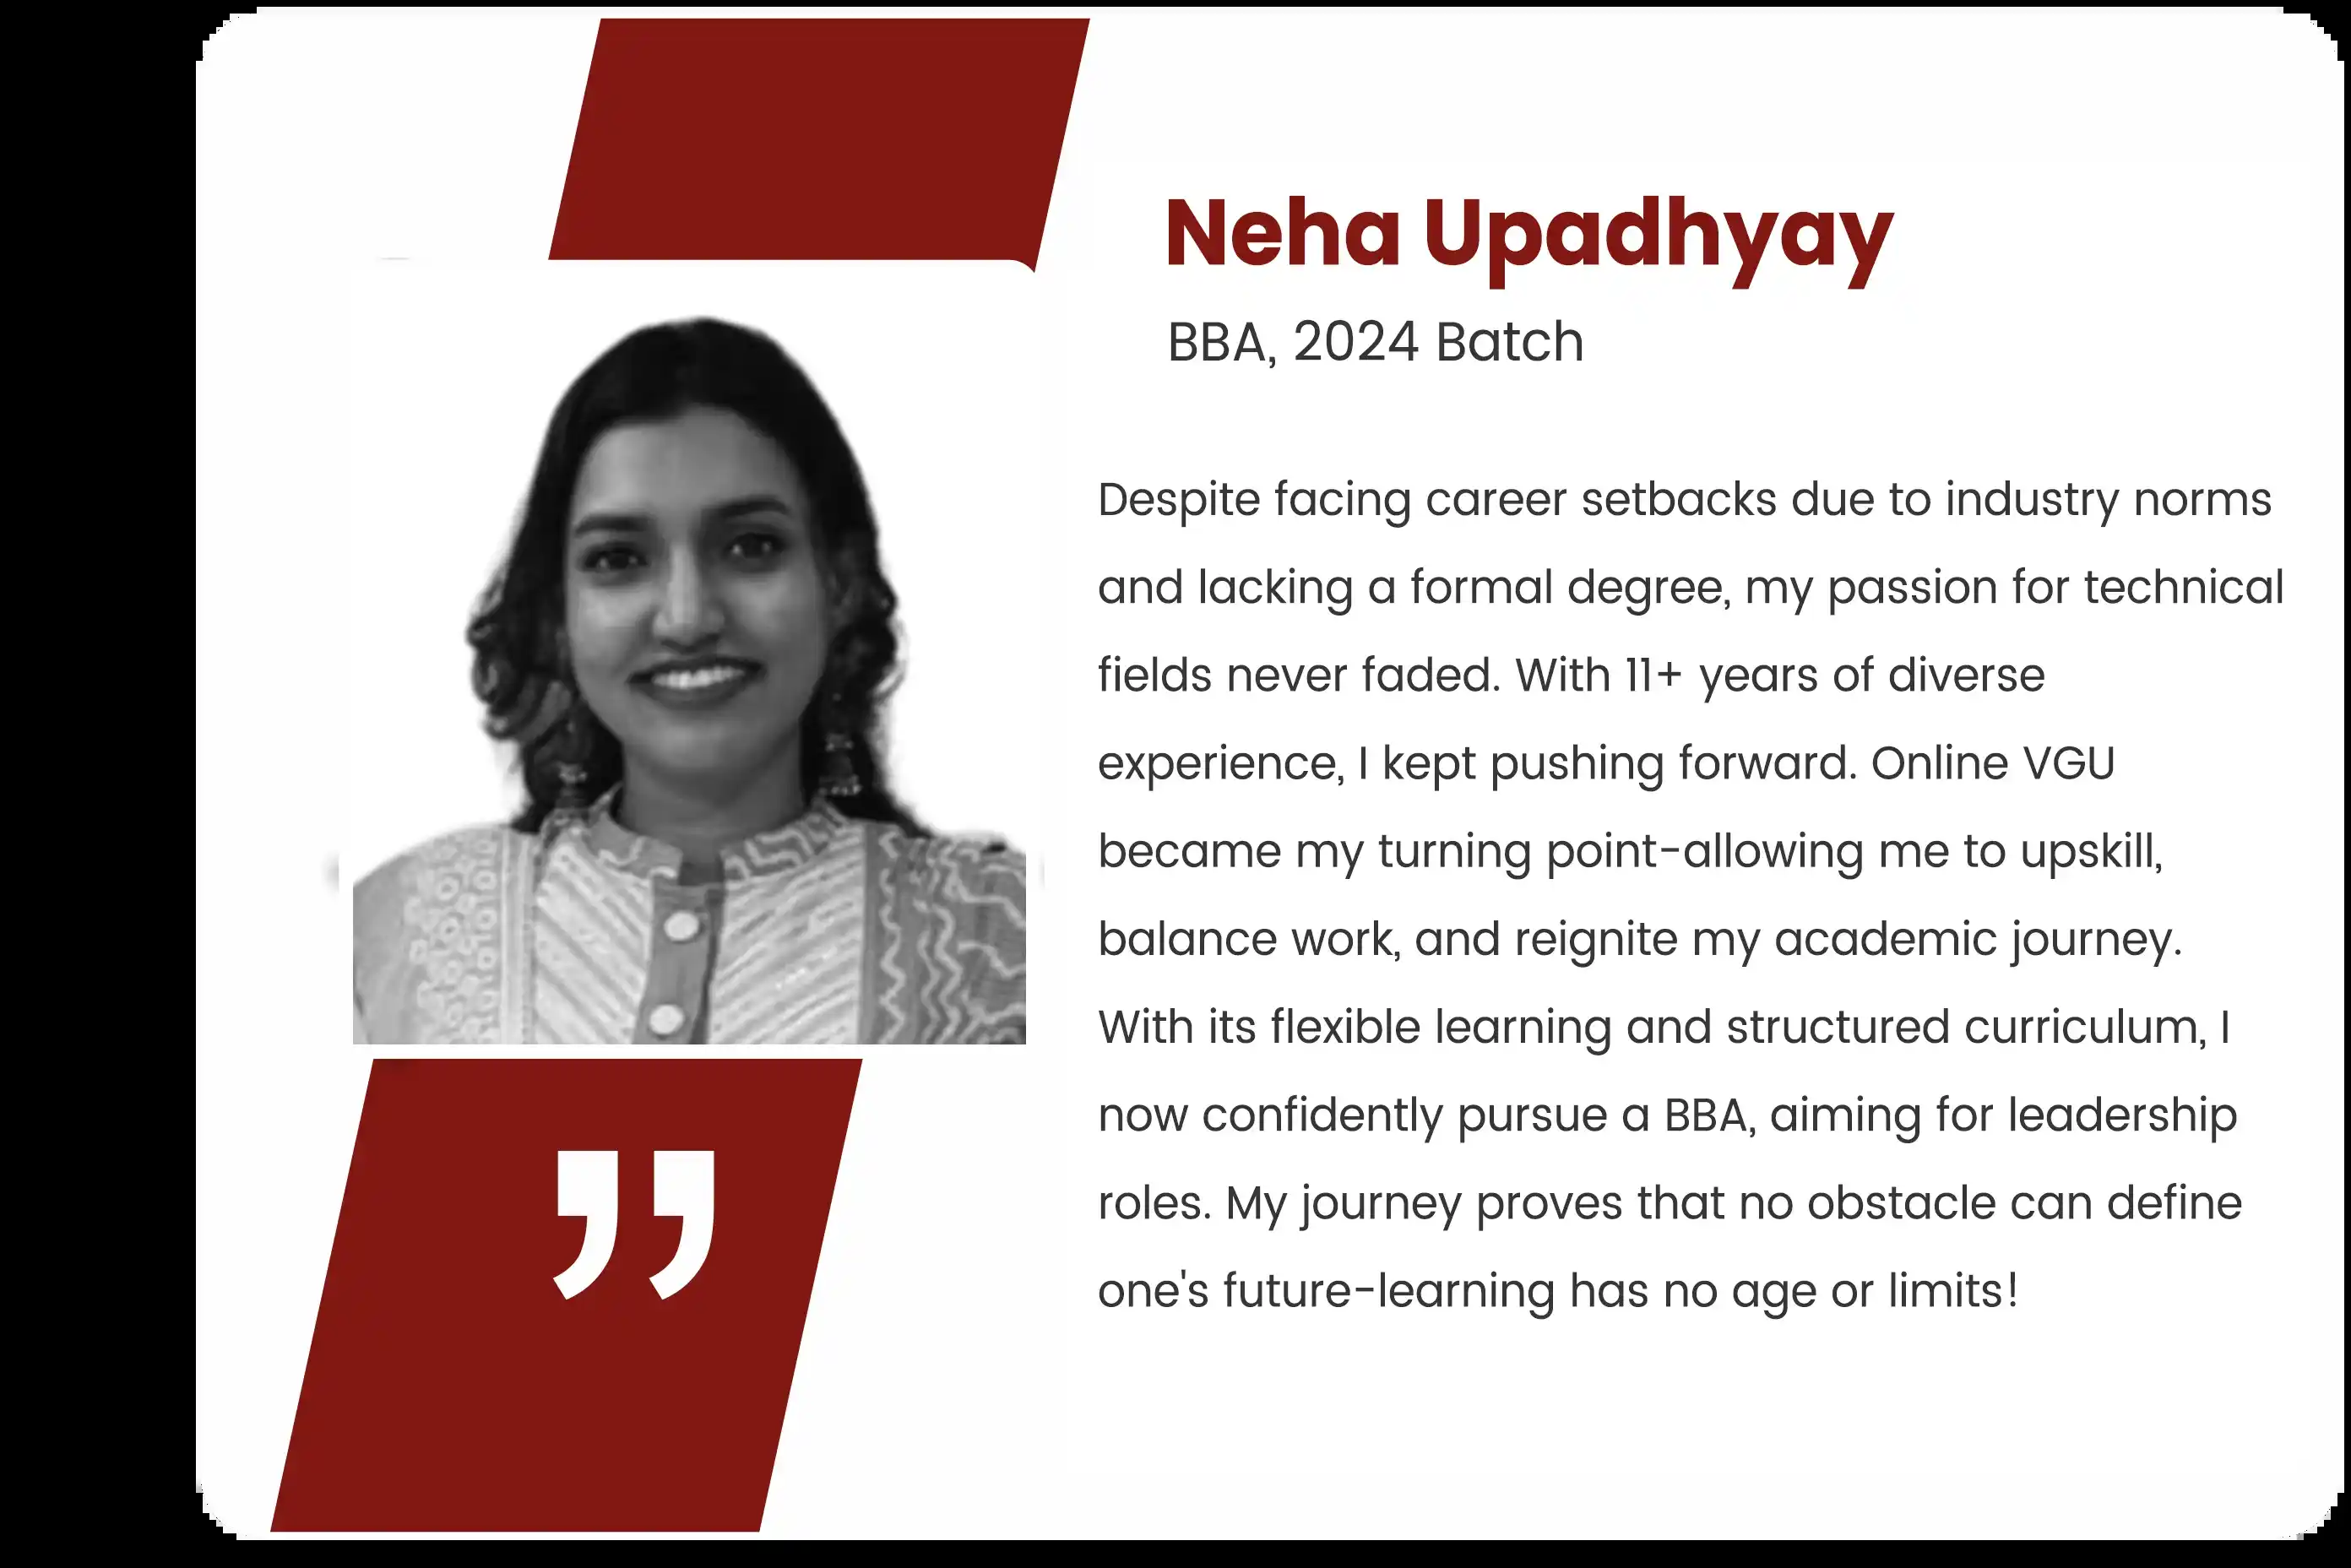 Neha Upadhyay
BBA, 2024 Batch
Despite facing career setbacks due to industry norms
and lacking a formal degree, my passion for technical
fields never faded. With 11+ years of diverse
experience, I kept pushing forward. Online VGU
became my turning point-allowing me to upskill,
balance work, and reignite my academic journey.
With its flexible learning and structured curriculum, I
now confidently pursue a BBA, aiming for leadership
roles. My journey proves that no obstacle can define
one's future-learning has no age or limits!
”